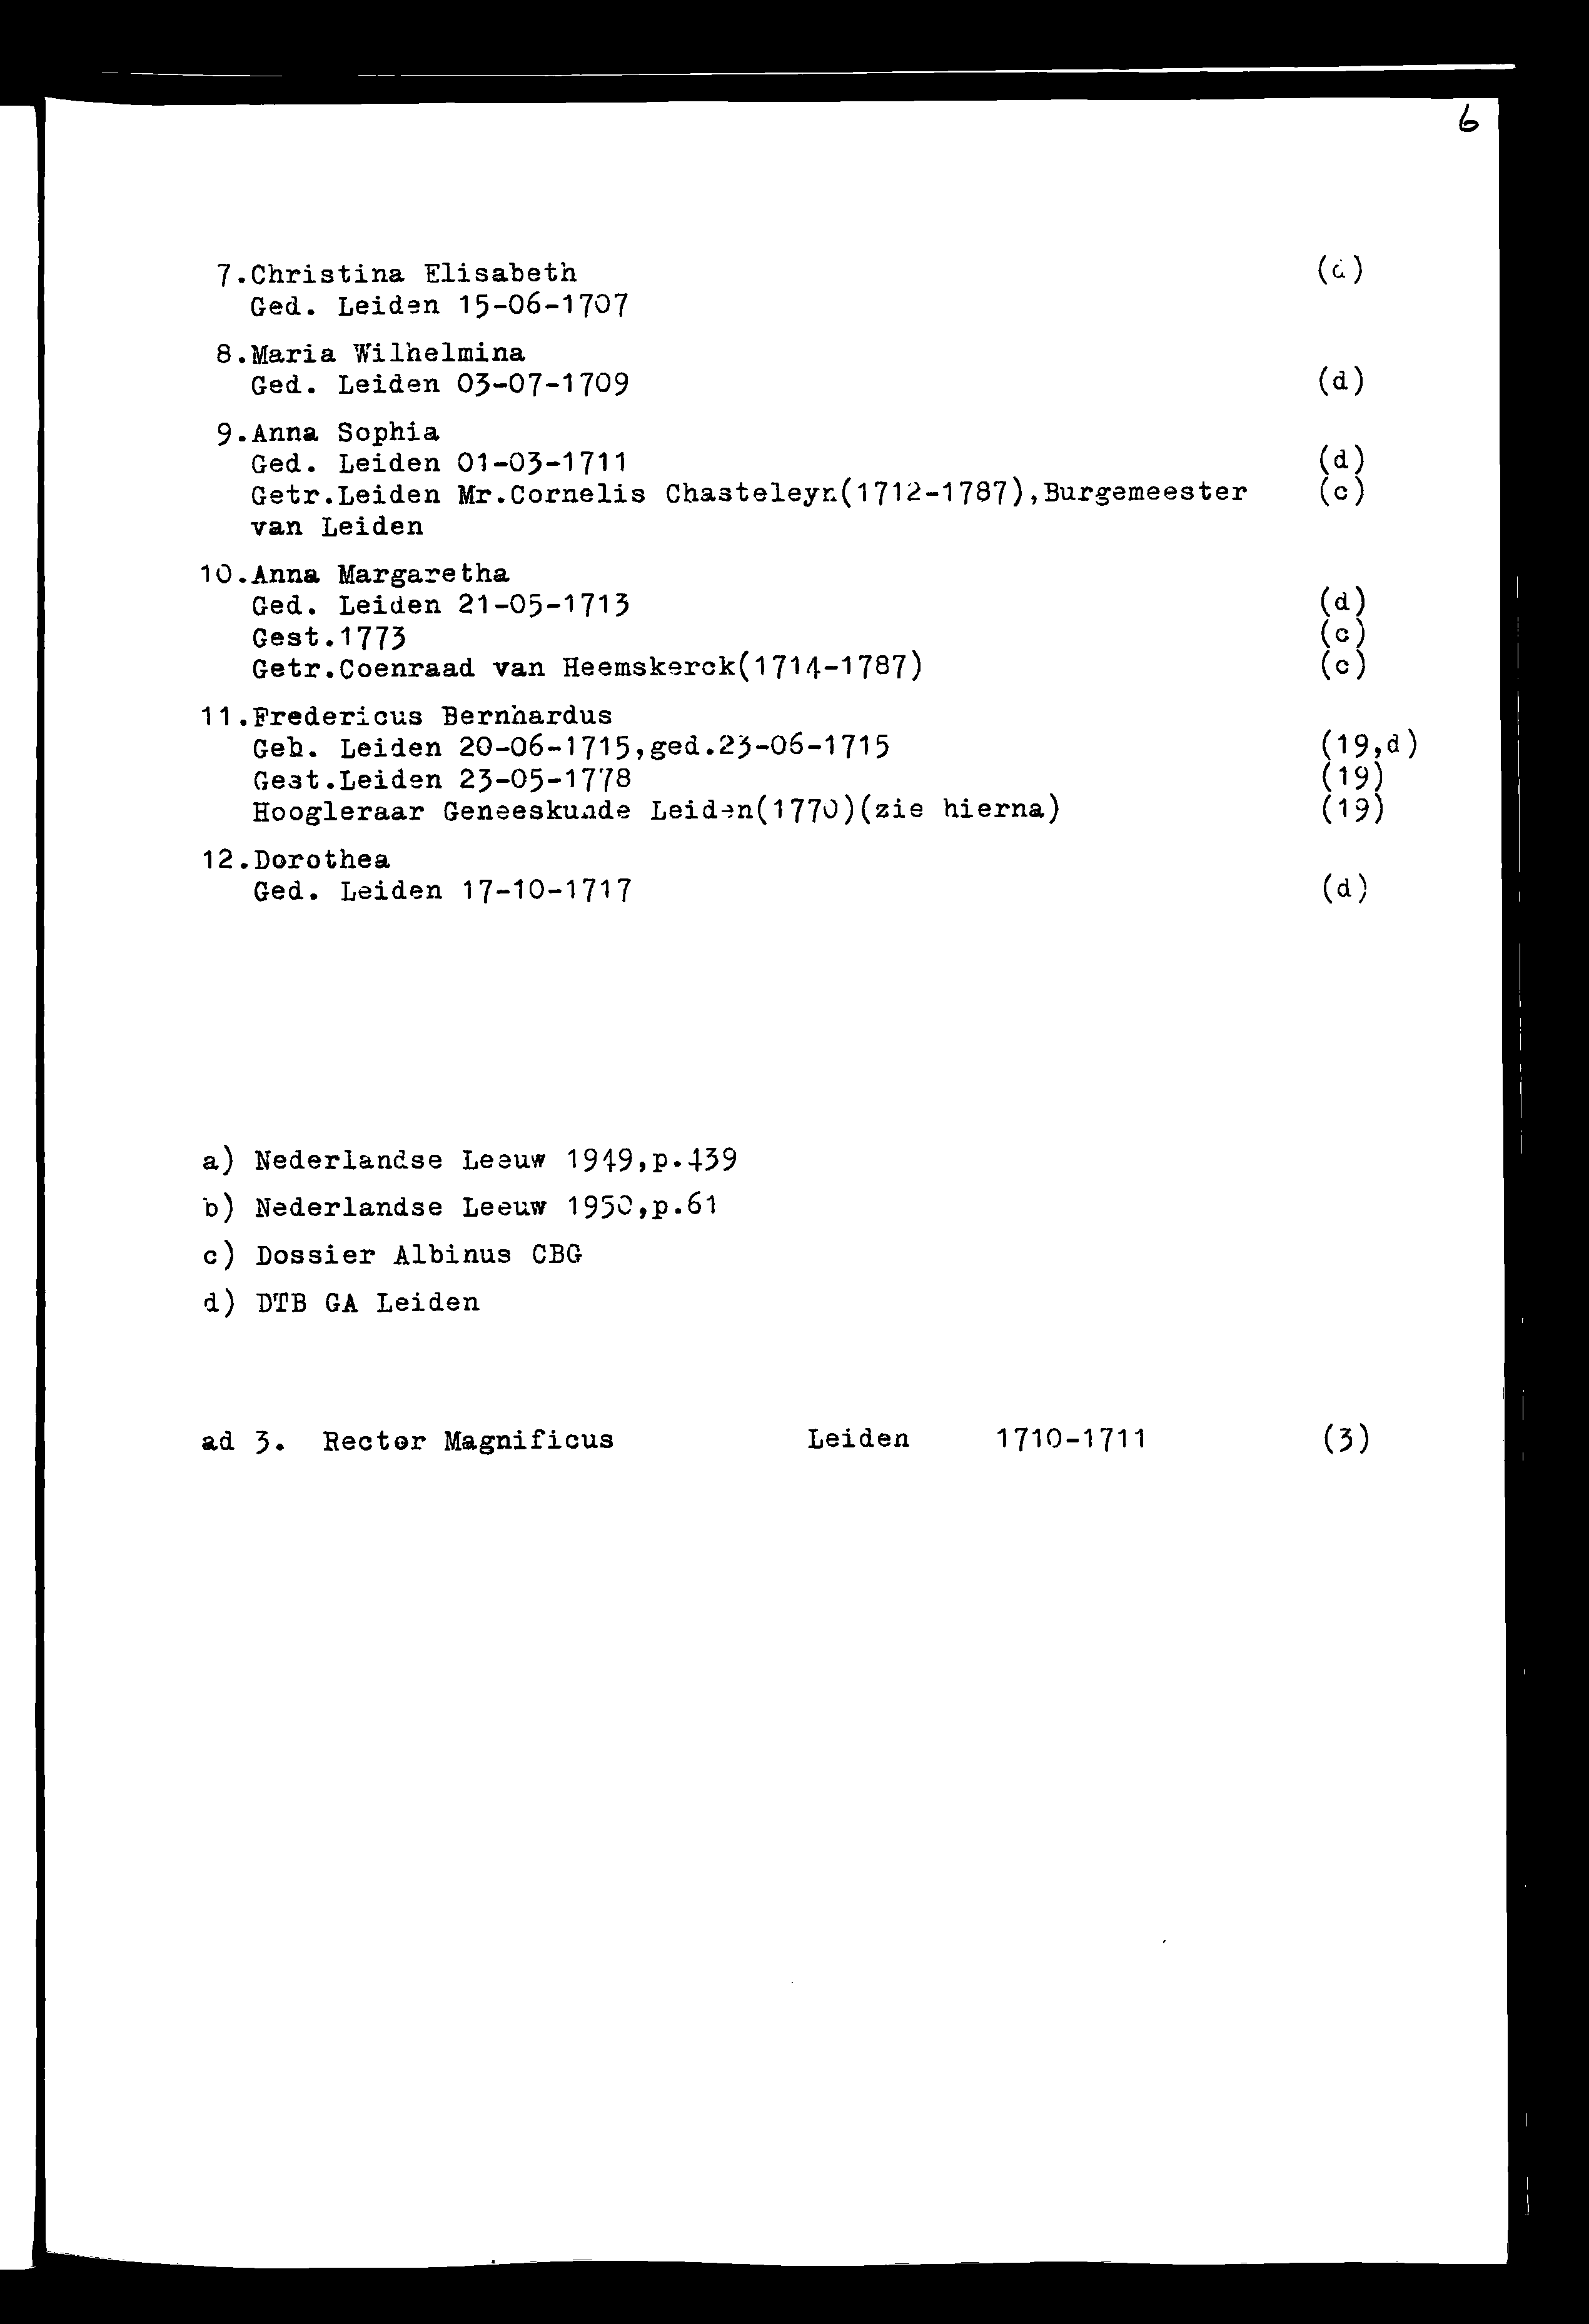 6
7.Christina Elisabeth (d)
Ged. Leiden 15-06-1707
8.Maria Wilhelmina
Ged. Leiden 03-07-1709 (d)
9.Anna Sophia
Ged. Leiden 01-03-1711 (d)
Getr.Leiden Mr.Cornelis Chasteleyn(1712-1787),Burgemeester (c)
van Leiden
10.Anna Margaretha
Ged. Leiden 21-05-1713 (d)
Gest.1773 (c)
Getr.Coenraad van Heemskerck(1714-1787) (c)
11.Fredericus Bernhardus
Geb. Leiden 20-06-1715,ged.23-06-1715 (19,d)
Gest.Leiden 23-05-1778 (19)
Hoogleraar Geneeskunde Leiden(1770)(zie hierna) (19)
12.Dorothea
Ged. Leiden 17-10-1717 (d)
a) Nederlandse Leeuw 1949,p.439
b) Nederlandse Leeuw 1950,p.61
c) Dossier Albinus CBG
d) DTB GA Leiden
ad 3. Rector Magnificus Leiden 1710-1711 (3)